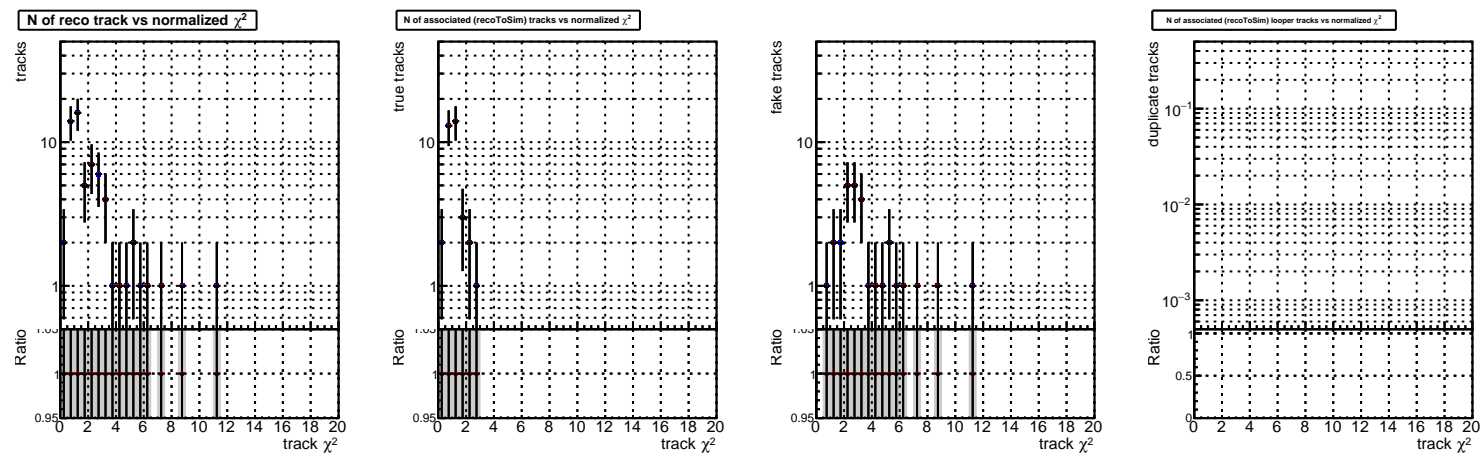 N of reco track vs normalized χ²
tracks
10
1
1.05
Ratio
1
0.95
0 2 4 6 8 10 12 14 16 18 20
track χ²
N of associated (recoToSim) tracks vs normalized χ²
true tracks
10
1
1.05
Ratio
1
0.95
0 2 4 6 8 10 12 14 16 18 20
track χ²
fake tracks
10
1
1.05
Ratio
1
0.95
0 2 4 6 8 10 12 14 16 18 20
track χ²
N of associated (recoToSim) looper tracks vs normalized χ²
duplicate tracks
10⁻¹
10⁻²
10⁻³
Ratio
1
0.5
0
0 2 4 6 8 10 12 14 16 18 20
track χ²